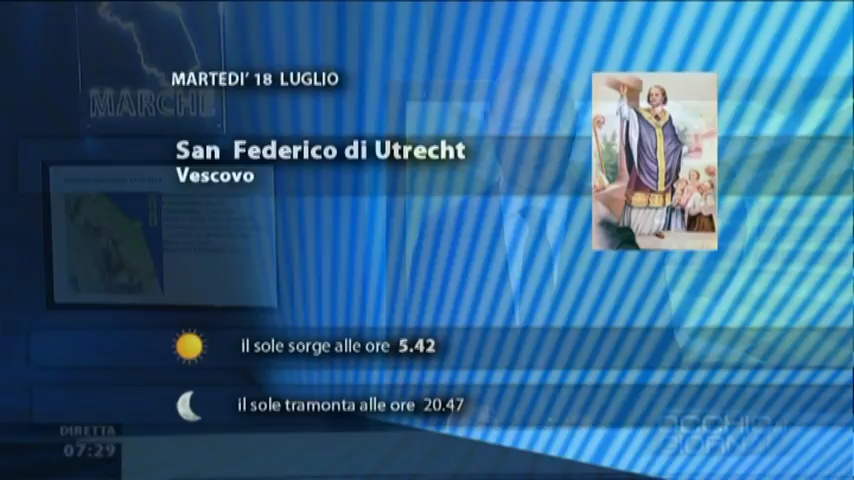 MARTEDI' 18 LUGLIO
MARCHE
San Federico di Utrecht
Vescovo
il sole sorge alle ore 5.42
il sole tramonta alle ore 20.47
DIRETTA
07:29